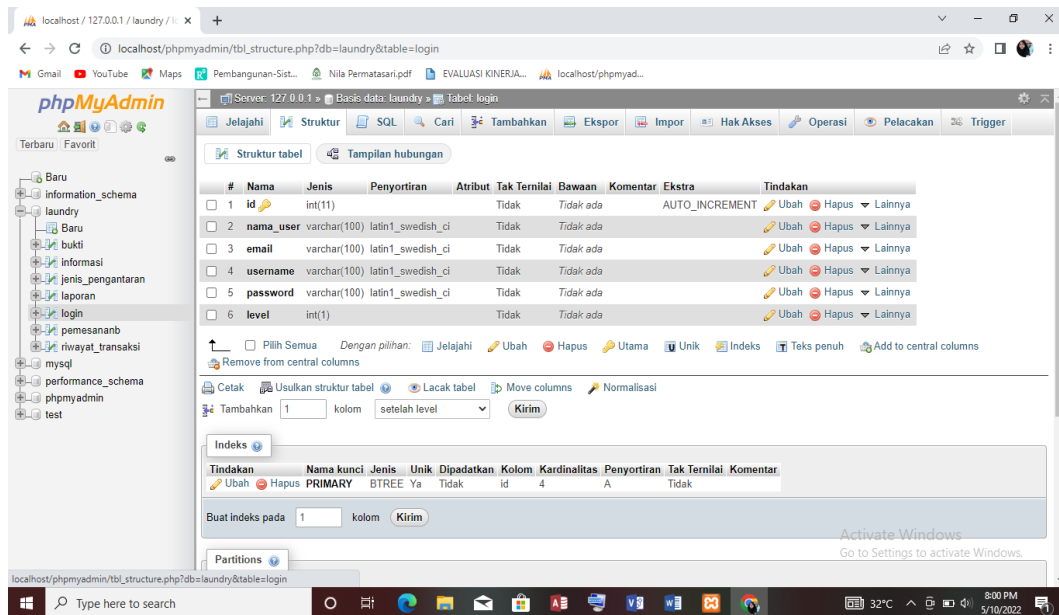 localhost / 127.0.0.1 / laundry / lo
localhost/phpmyadmin/tbl_structure.php?db=laundry&table=login
Gmail YouTube Maps Pembangunan-Sist... Nila Permatasari.pdf EVALUASI KINERJA... localhost/phpmyad...
phpMyAdmin
Terbaru Favorit
Baru
information_schema
laundry
Baru
bukti
informasi
jenis_pengantaran
laporan
login
pemesananb
riwayat_transaksi
mysql
performance_schema
phpmyadmin
test
Server: 127.0.0.1 » Basis data: laundry » Tabel: login
Jelajahi Struktur SQL Cari Tambahkan Ekspor Impor Hak Akses Operasi Pelacakan Trigger
Struktur tabel Tampilan hubungan
# Nama Jenis Penyortiran Atribut Tak Ternilai Bawaan Komentar Ekstra Tindakan
1 id int(11) Tidak Tidak ada AUTO_INCREMENT Ubah Hapus Lainnya
2 nama_user varchar(100) latin1_swedish_ci Tidak Tidak ada Ubah Hapus Lainnya
3 email varchar(100) latin1_swedish_ci Tidak Tidak ada Ubah Hapus Lainnya
4 username varchar(100) latin1_swedish_ci Tidak Tidak ada Ubah Hapus Lainnya
5 password varchar(100) latin1_swedish_ci Tidak Tidak ada Ubah Hapus Lainnya
6 level int(1) Tidak Tidak ada Ubah Hapus Lainnya
Pilih Semua Dengan pilihan: Jelajahi Ubah Hapus Utama Unik Indeks Teks penuh Add to central columns
Remove from central columns
Cetak Usulkan struktur tabel Lacak tabel Move columns Normalisasi
Tambahkan 1 kolom setelah level Kirim
Indeks
Tindakan Nama kunci Jenis Unik Dipadatkan Kolom Kardinalitas Penyortiran Tak Ternilai Komentar
Ubah Hapus PRIMARY BTREE Ya Tidak id 4 A Tidak
Buat indeks pada 1 kolom Kirim
Partitions
Activate Windows
Go to Settings to activate Windows.
localhost/phpmyadmin/tbl_structure.php?db=laundry&table=login
Type here to search
32°C
8:00 PM
5/10/2022